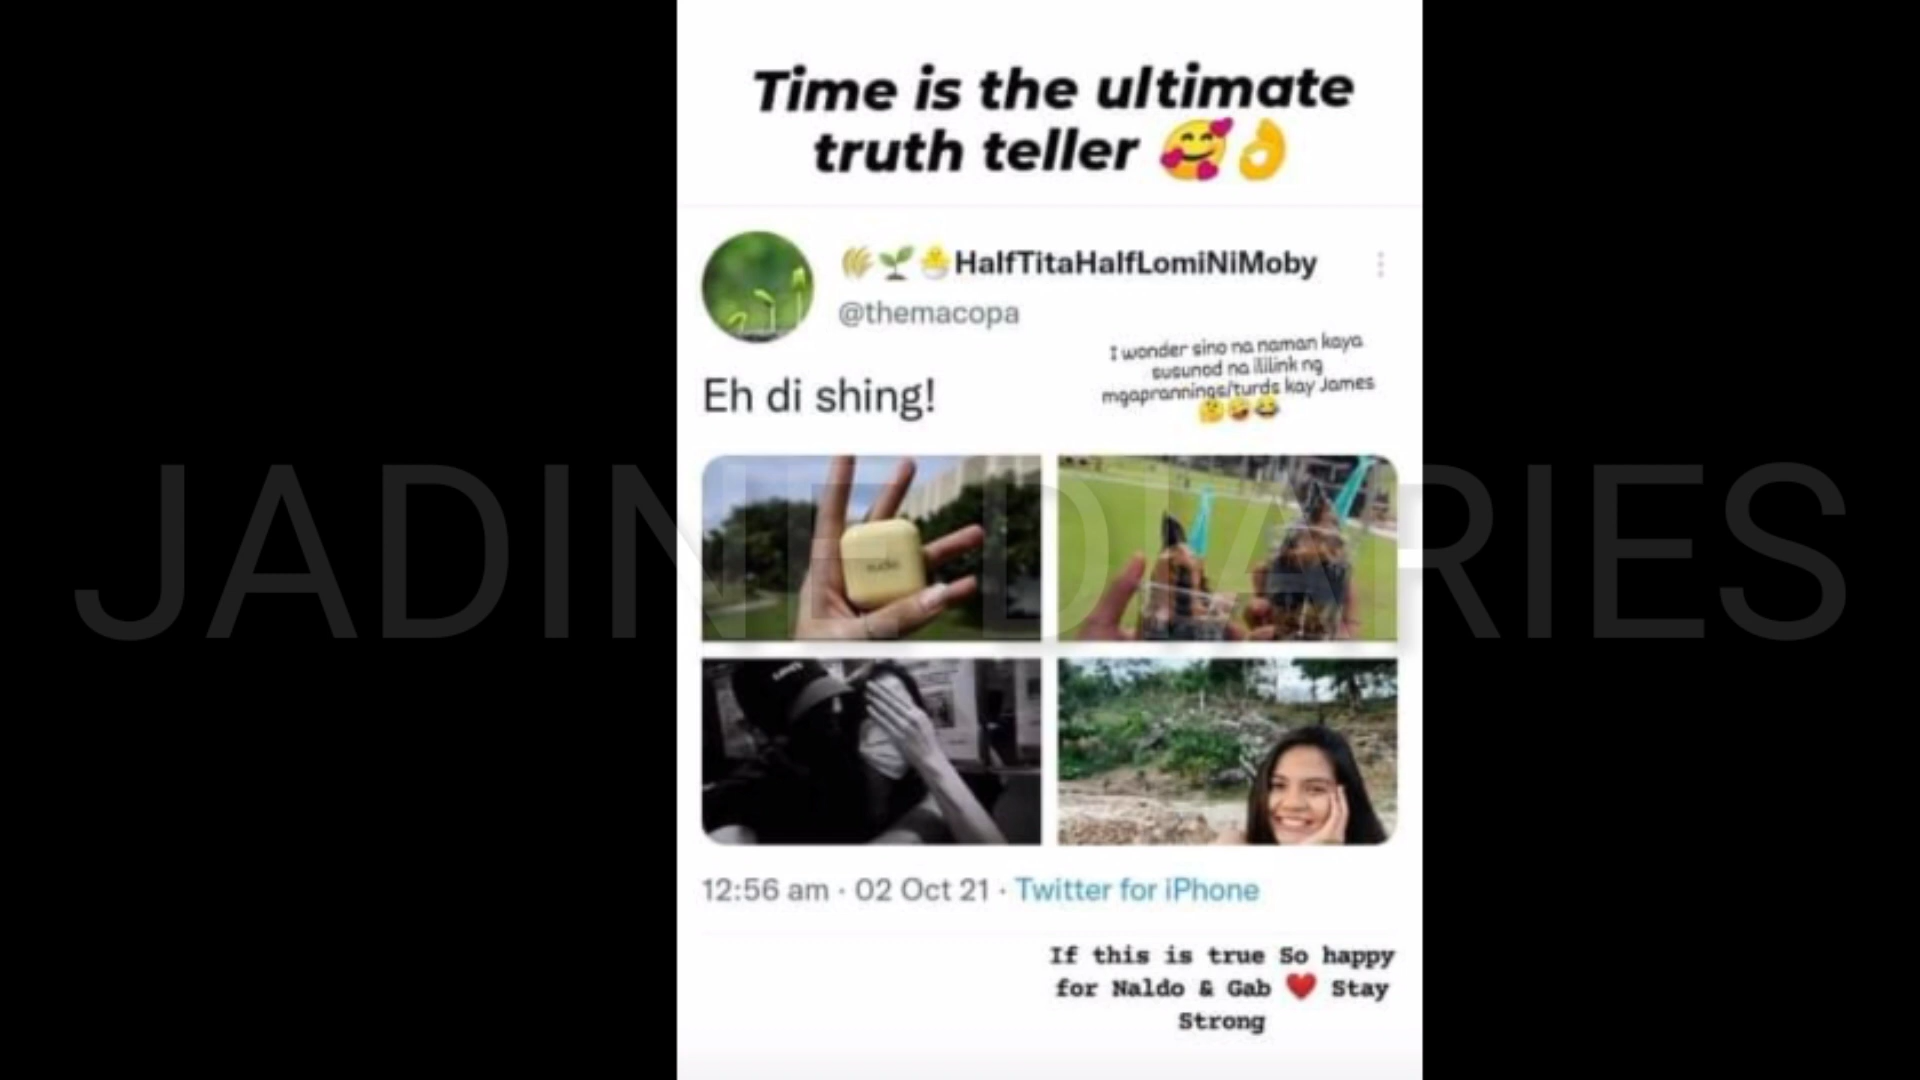 Time is the ultimate
truth teller 🥰👌
🌾🌱🐣HalfTitaHalfLomiNiMoby
@themacopa
I wonder sino na naman kaya
susunod na ililink ng
mgaprannings/turds kay James
🤔🤣😂
Eh di shing!
sudio
JADINE DIARIES
12:56 am · 02 Oct 21 · Twitter for iPhone
If this is true So happy
for Naldo & Gab ❤️ Stay
Strong